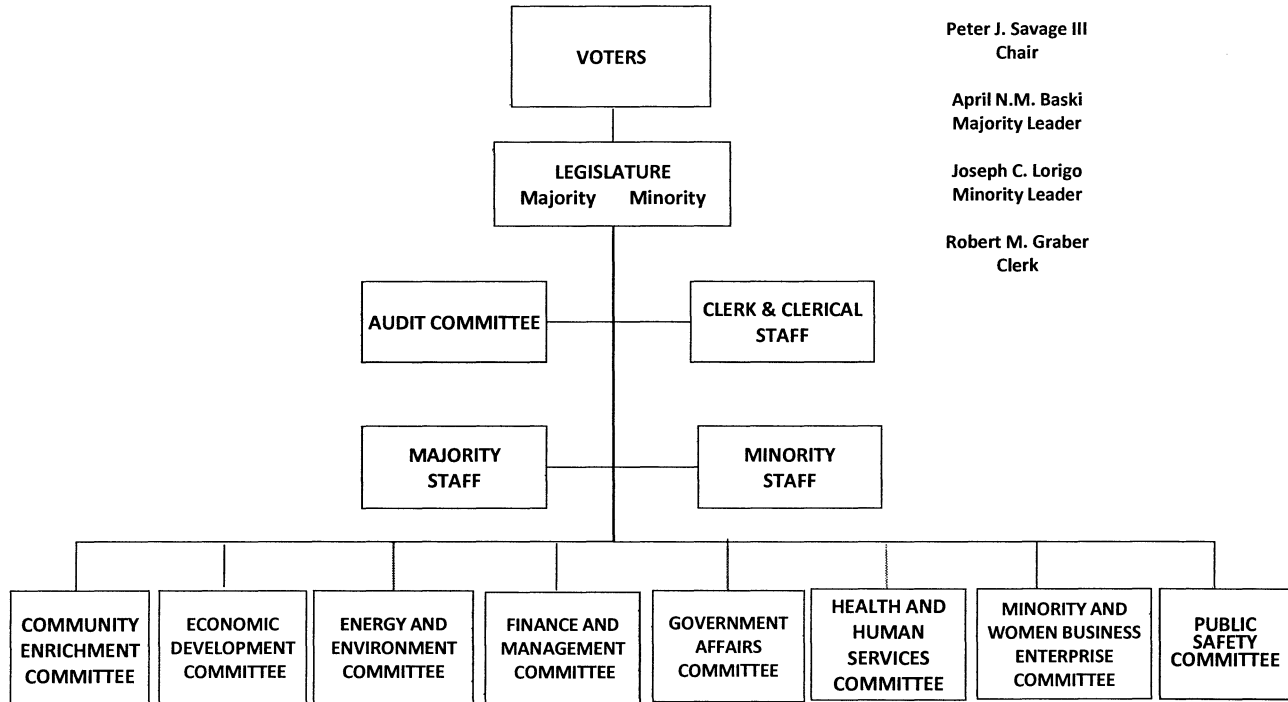 VOTERS
Peter J. Savage III
Chair
April N.M. Baski
Majority Leader
Joseph C. Lorigo
Minority Leader
Robert M. Graber
Clerk
LEGISLATURE
Majority Minority
AUDIT COMMITTEE
CLERK & CLERICAL
STAFF
MAJORITY
STAFF
MINORITY
STAFF
COMMUNITY
ENRICHMENT
COMMITTEE
ECONOMIC
DEVELOPMENT
COMMITTEE
ENERGY AND
ENVIRONMENT
COMMITTEE
FINANCE AND
MANAGEMENT
COMMITTEE
GOVERNMENT
AFFAIRS
COMMITTEE
HEALTH AND
HUMAN
SERVICES
COMMITTEE
MINORITY AND
WOMEN BUSINESS
ENTERPRISE
COMMITTEE
PUBLIC
SAFETY
COMMITTEE